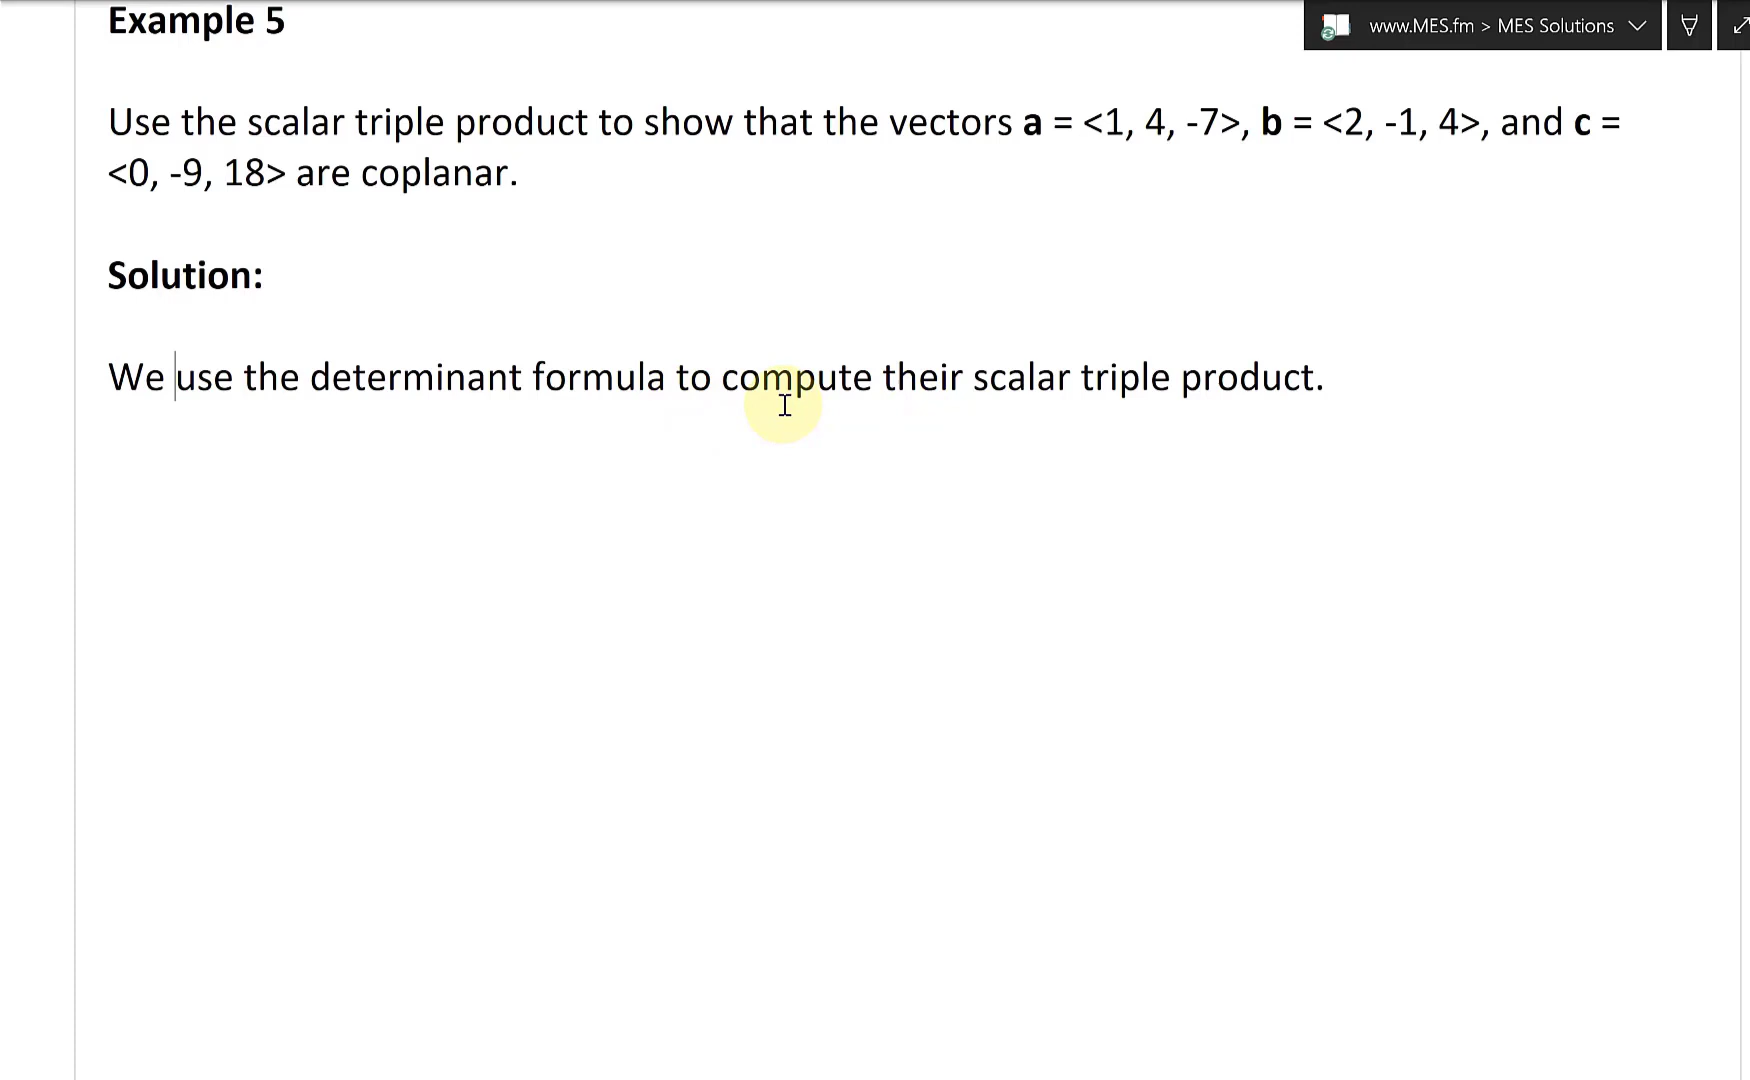 Example 5
www.MES.fm > MES Solutions
Use the scalar triple product to show that the vectors a = <1, 4, -7>, b = <2, -1, 4>, and c =
<0, -9, 18> are coplanar.
Solution:
We use the determinant formula to compute their scalar triple product.